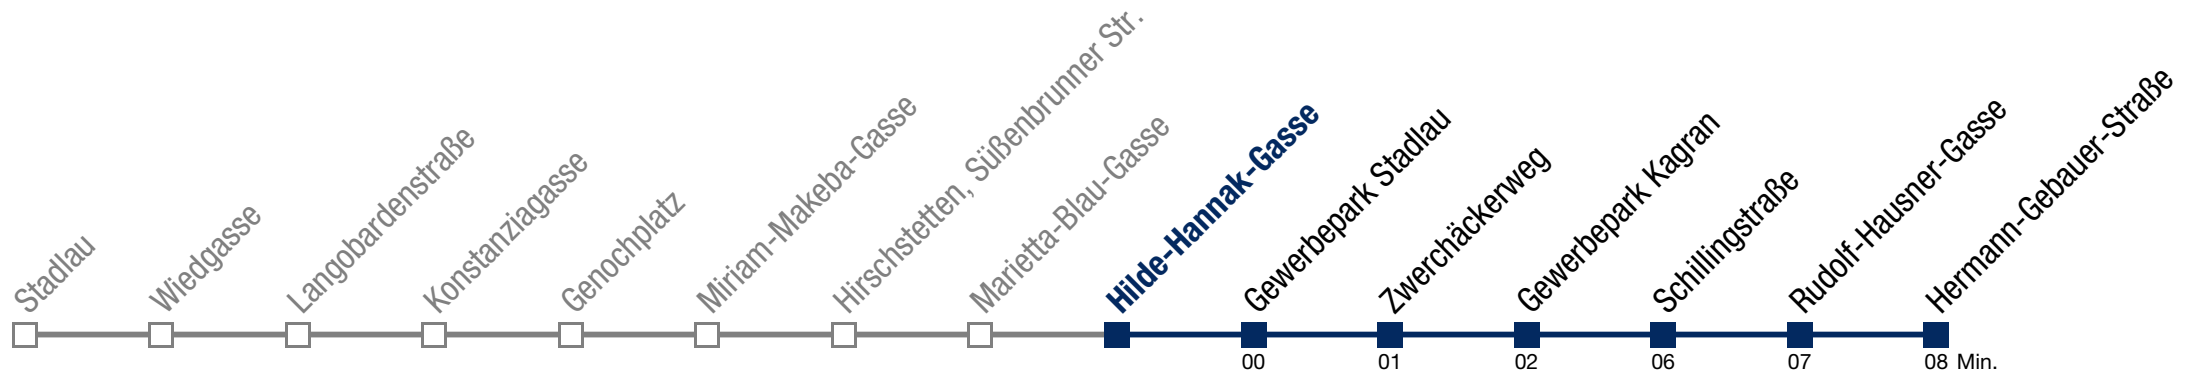 Stadlau
Wiedgasse
Langobardenstraße
Konstanziagasse
Genochplatz
Miriam-Makeba-Gasse
Hirschstetten, Süßenbrunner Str.
Marietta-Blau-Gasse
Hilde-Hannak-Gasse
Gewerbepark Stadlau
Zwerchäckerweg
Gewerbepark Kagran
Schillingstraße
Rudolf-Hausner-Gasse
Hermann-Gebauer-Straße
00 01 02 06 07 08 Min.